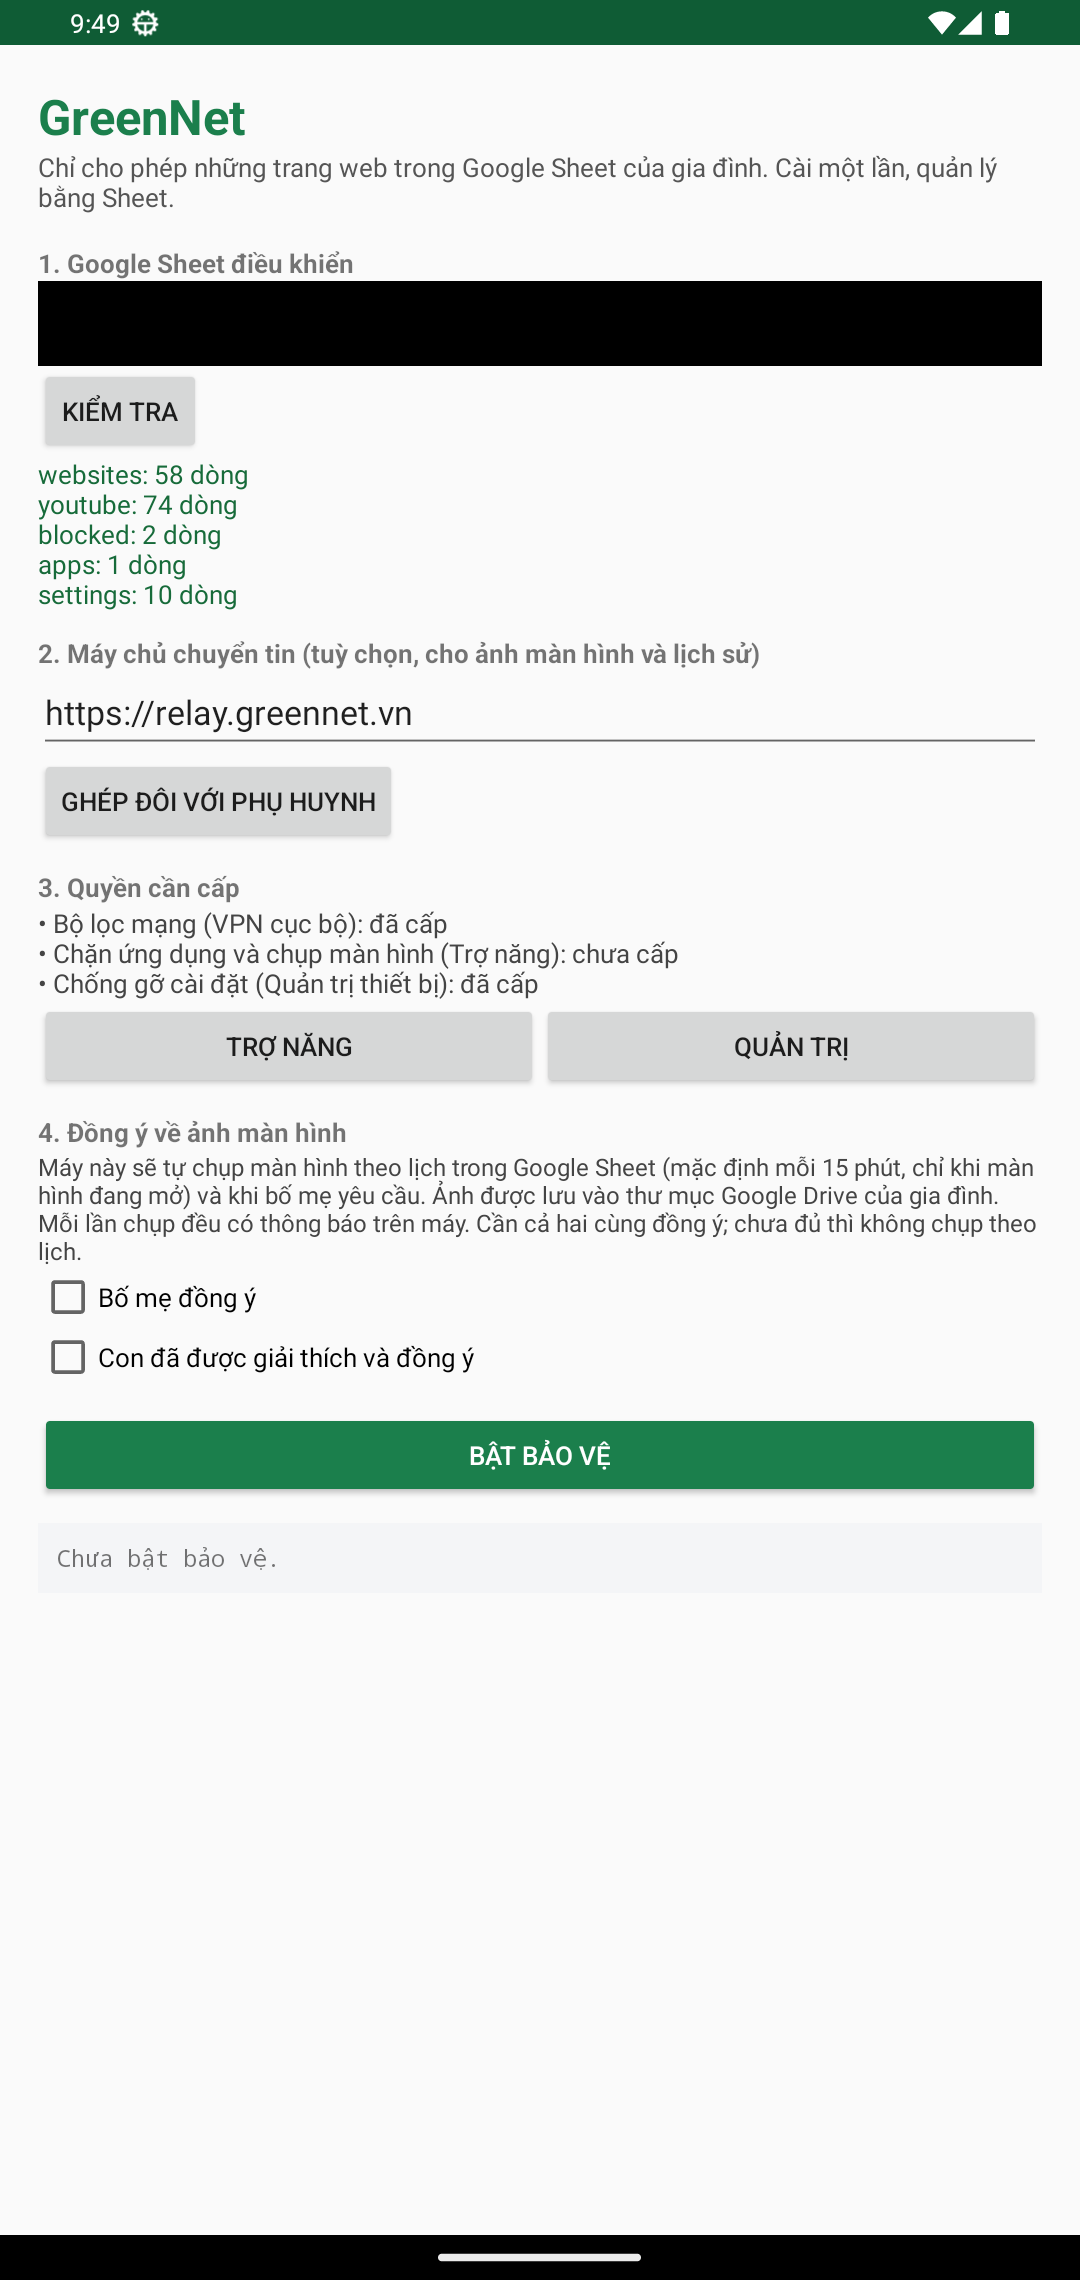 9:49
GreenNet
Chỉ cho phép những trang web trong Google Sheet của gia đình. Cài một lần, quản lý
bằng Sheet.
1. Google Sheet điều khiển
KIỂM TRA
websites: 58 dòng
youtube: 74 dòng
blocked: 2 dòng
apps: 1 dòng
settings: 10 dòng
2. Máy chủ chuyển tin (tuỳ chọn, cho ảnh màn hình và lịch sử)
https://relay.greennet.vn
GHÉP ĐÔI VỚI PHỤ HUYNH
3. Quyền cần cấp
• Bộ lọc mạng (VPN cục bộ): đã cấp
• Chặn ứng dụng và chụp màn hình (Trợ năng): chưa cấp
• Chống gỡ cài đặt (Quản trị thiết bị): đã cấp
TRỢ NĂNG
QUẢN TRỊ
4. Đồng ý về ảnh màn hình
Máy này sẽ tự chụp màn hình theo lịch trong Google Sheet (mặc định mỗi 15 phút, chỉ khi màn
hình đang mở) và khi bố mẹ yêu cầu. Ảnh được lưu vào thư mục Google Drive của gia đình.
Mỗi lần chụp đều có thông báo trên máy. Cần cả hai cùng đồng ý; chưa đủ thì không chụp theo
lịch.
Bố mẹ đồng ý
Con đã được giải thích và đồng ý
BẬT BẢO VỆ
Chưa bật bảo vệ.